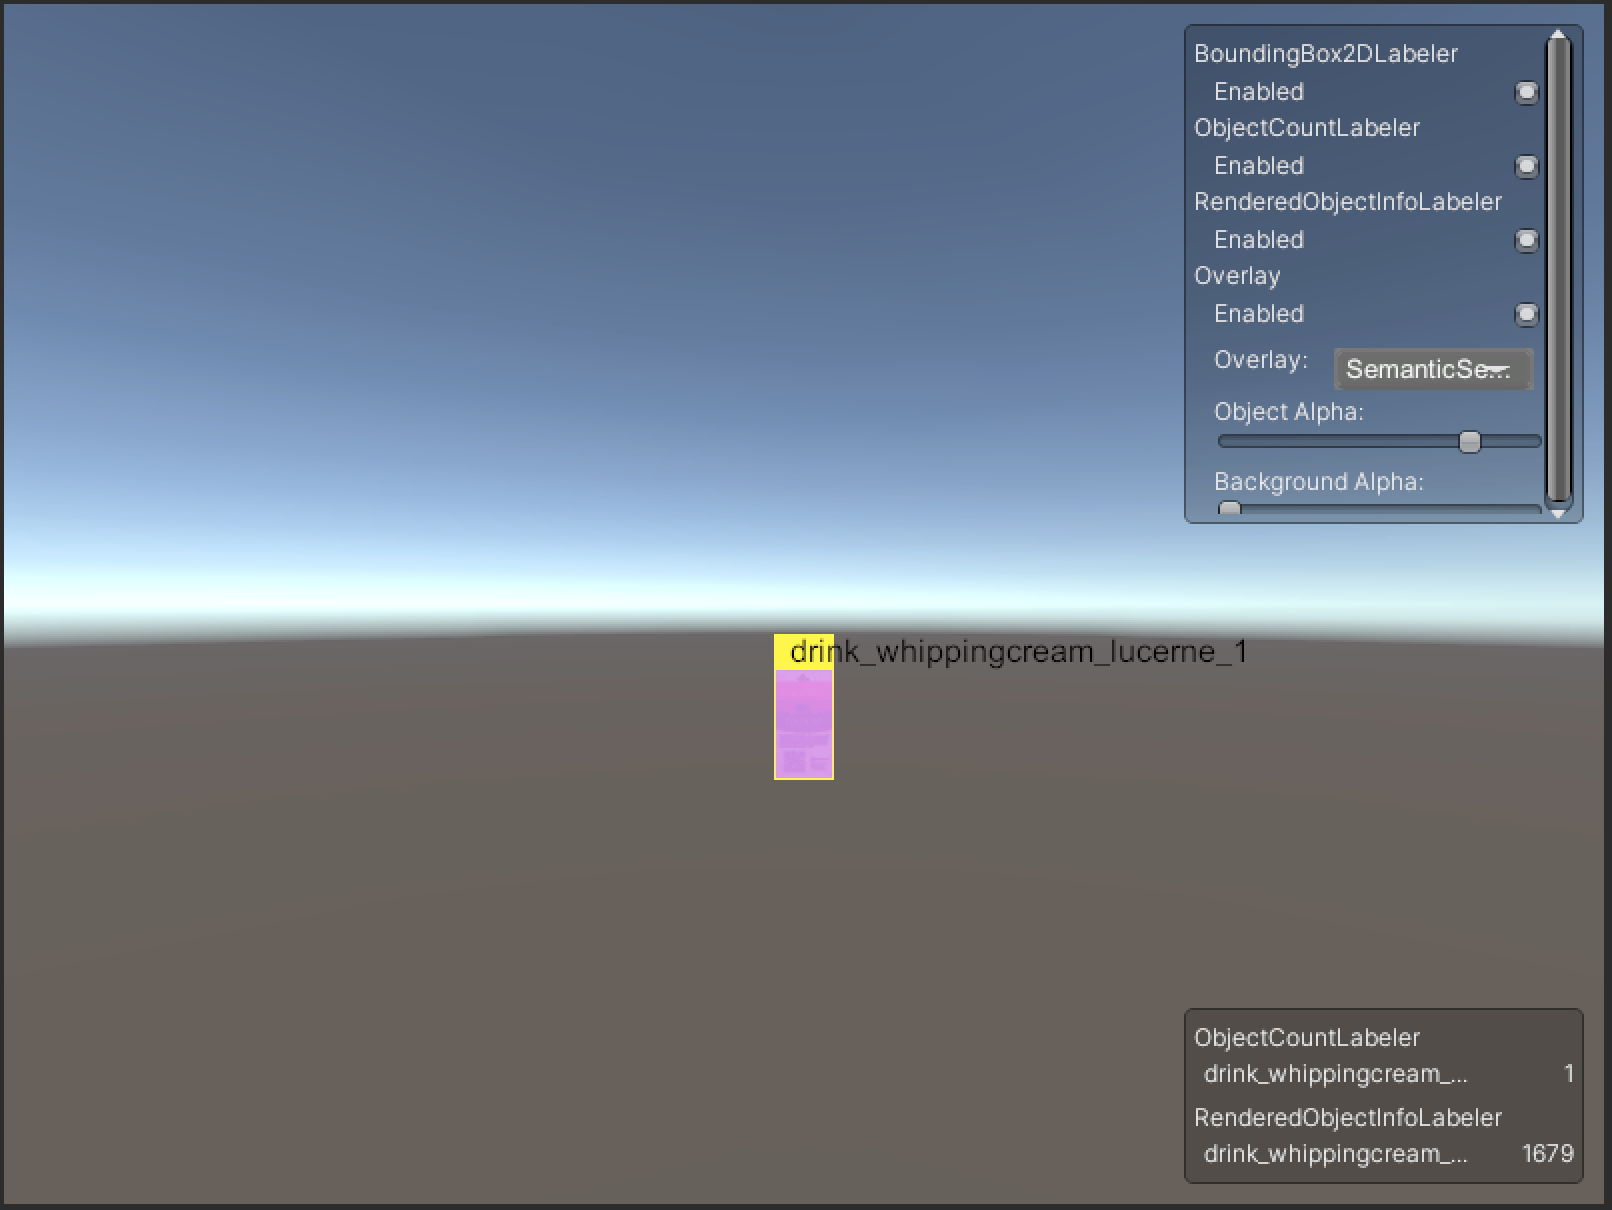 BoundingBox2DLabeler
Enabled
ObjectCountLabeler
Enabled
RenderedObjectInfoLabeler
Enabled
Overlay
Enabled
Overlay: SemanticSe...
Object Alpha:
Background Alpha:
drink_whippingcream_lucerne_1
ObjectCountLabeler
drink_whippingcream_... 1
RenderedObjectInfoLabeler
drink_whippingcream_... 1679